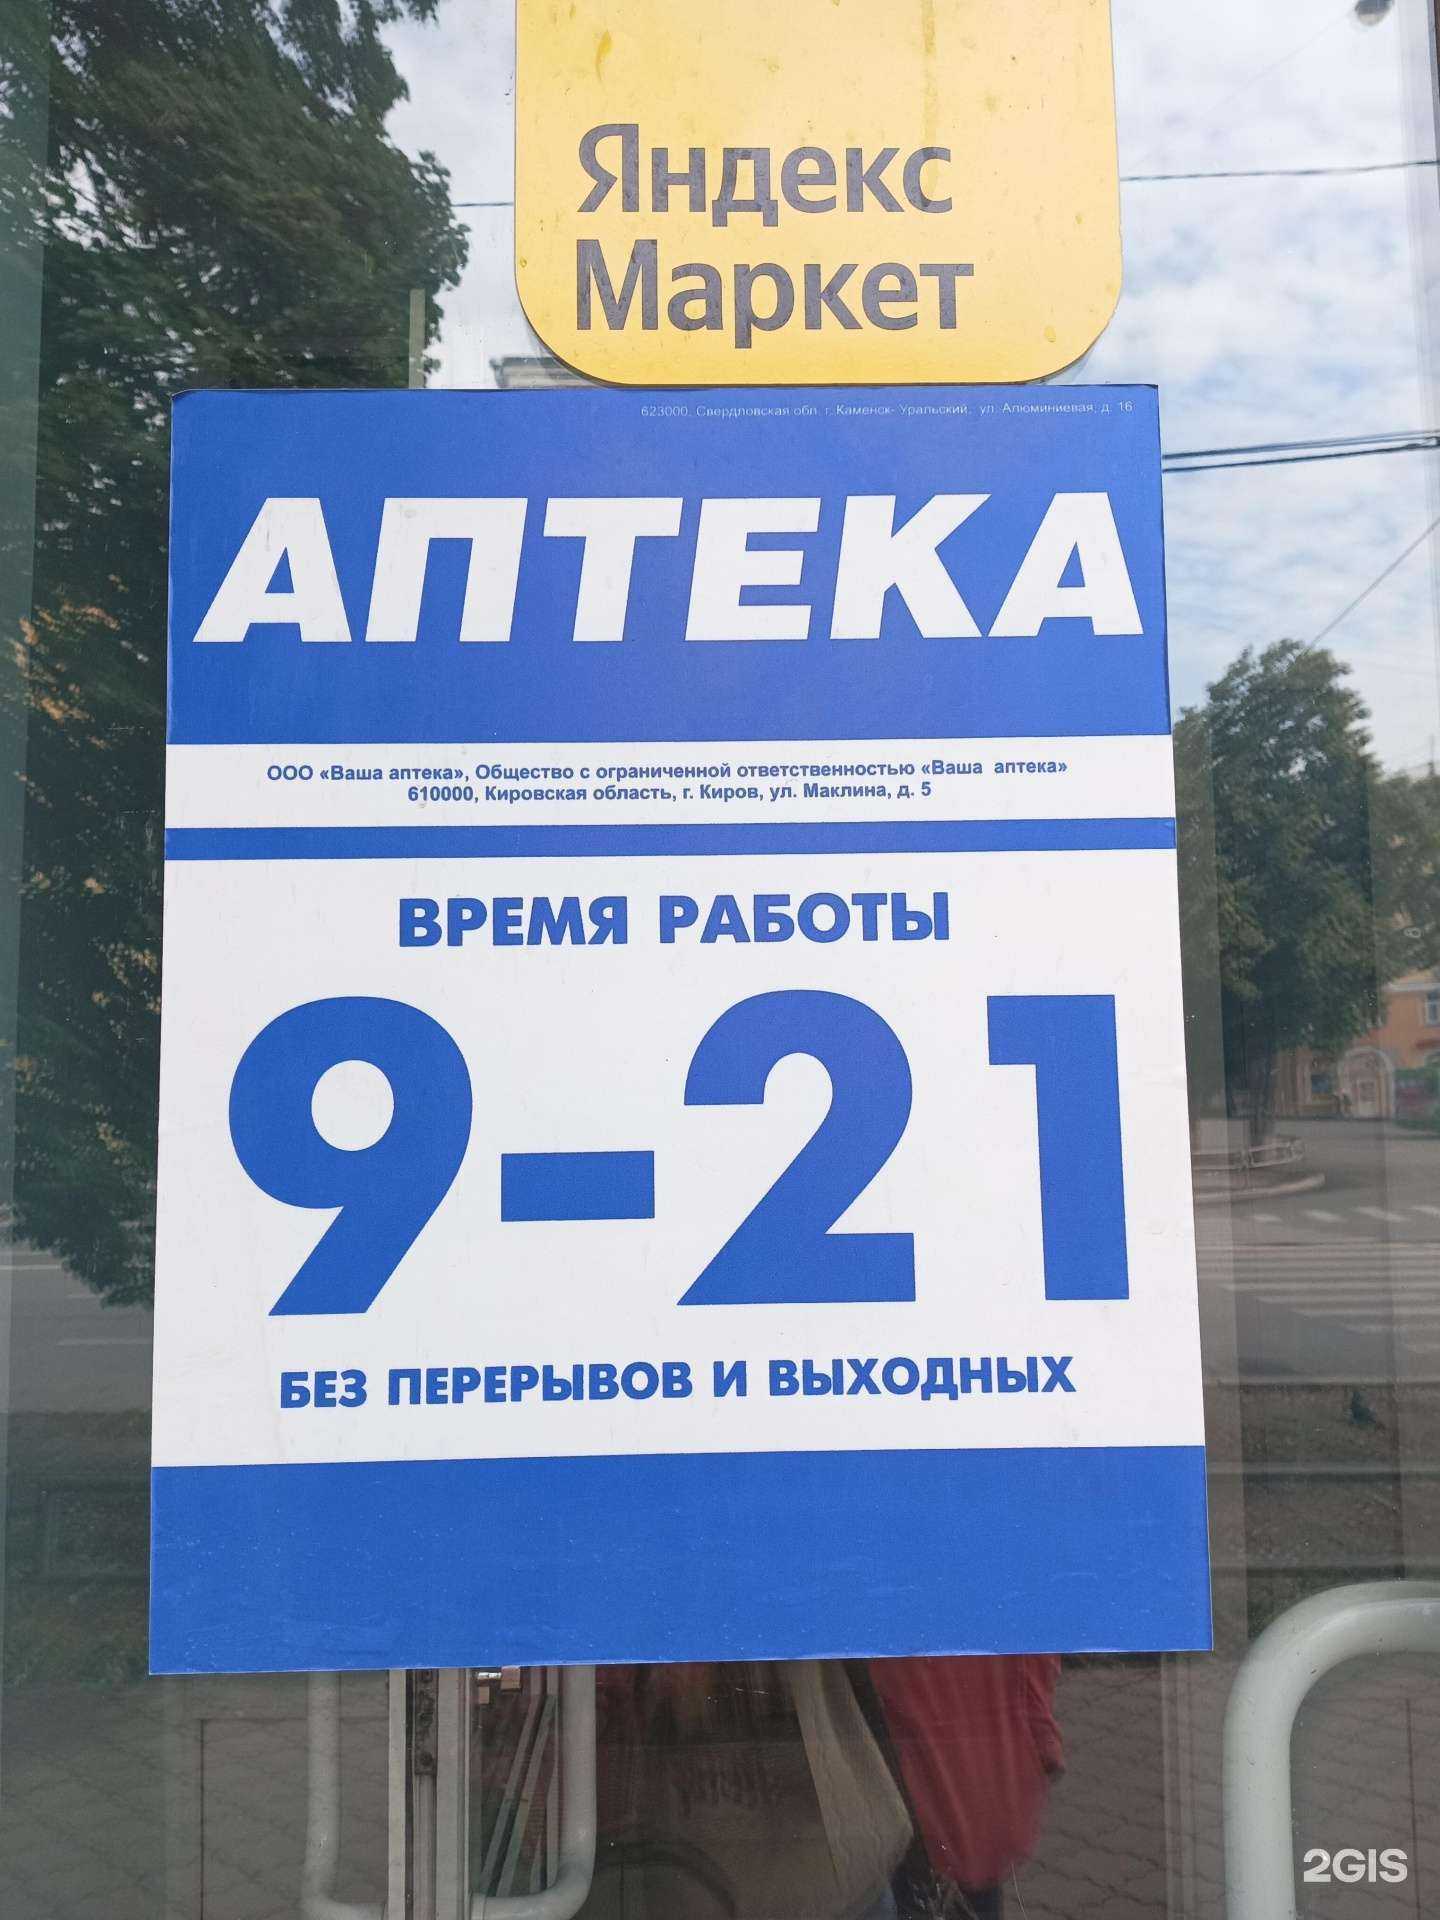 Яндекс
Маркет
623000, Свердловская обл. г. Каменск- Уральский, ул. Алюминиевая, д. 16
АПТЕКА
ООО «Ваша аптека», Общество с ограниченной ответственностью «Ваша аптека»
610000, Кировская область, г. Киров, ул. Маклина, д. 5
ВРЕМЯ РАБОТЫ
9-21
БЕЗ ПЕРЕРЫВОВ И ВЫХОДНЫХ
2GIS